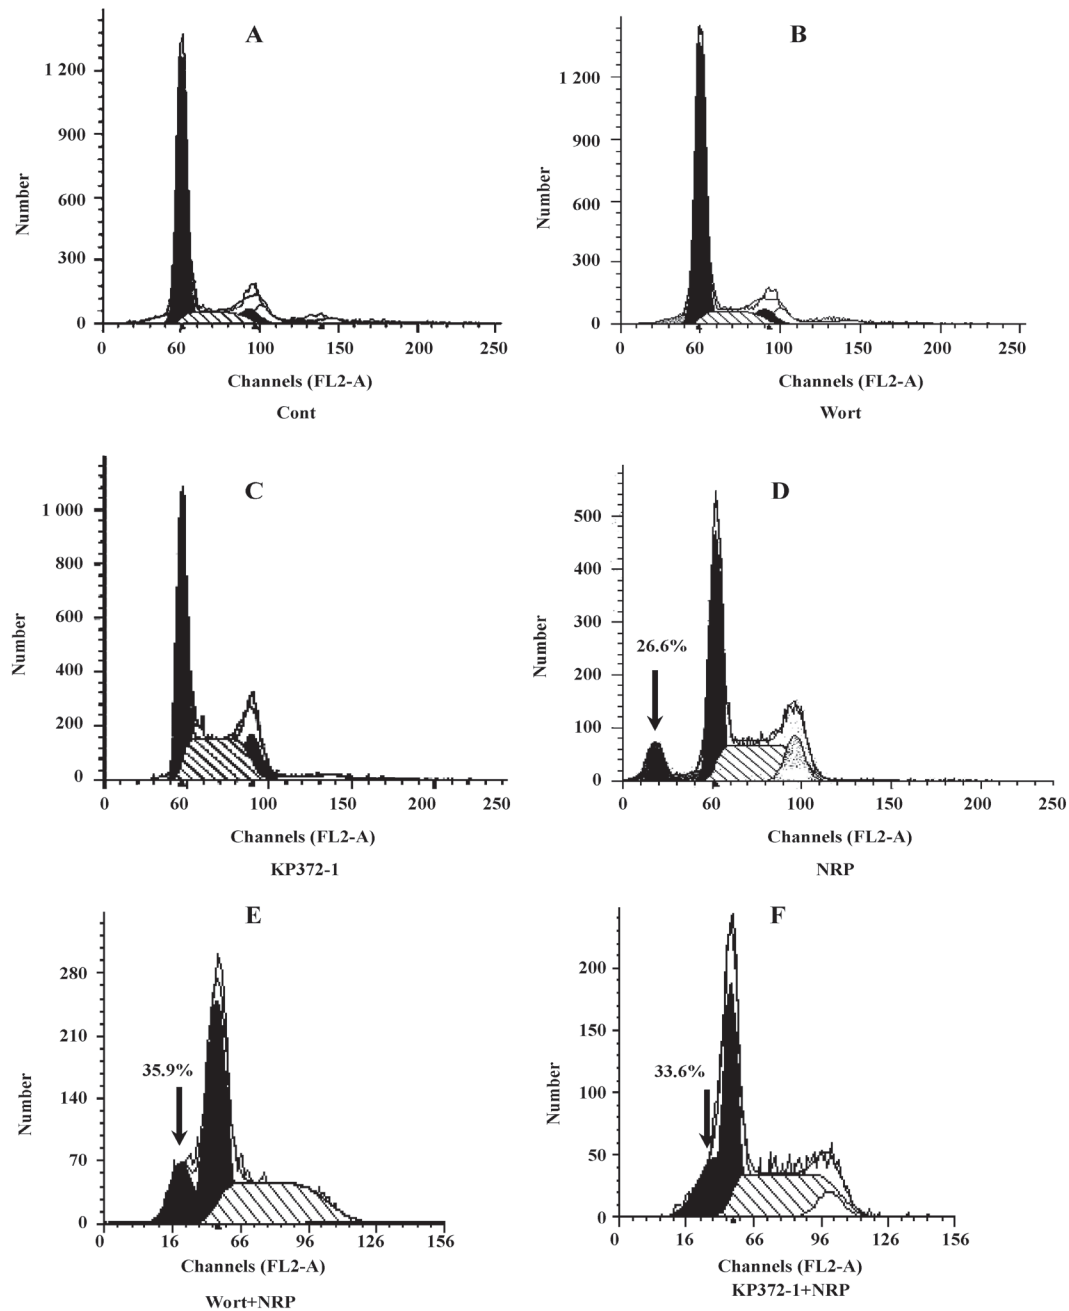 A
Number
1 200
900
600
300
0
0 60 100 150 200 250
Channels (FL2-A)
Cont
B
Number
1 200
900
600
300
0
0 60 100 150 200 250
Channels (FL2-A)
Wort
C
Number
1 000
800
600
400
200
0
0 60 100 150 200 250
Channels (FL2-A)
KP372-1
D
Number
500
400
300
200
100
0
26.6%
0 60 100 150 200 250
Channels (FL2-A)
NRP
E
Number
280
210
140
70
0
35.9%
0 16 66 96 126 156
Channels (FL2-A)
Wort+NRP
F
Number
200
150
100
50
0
33.6%
0 16 66 96 126 156
Channels (FL2-A)
KP372-1+NRP